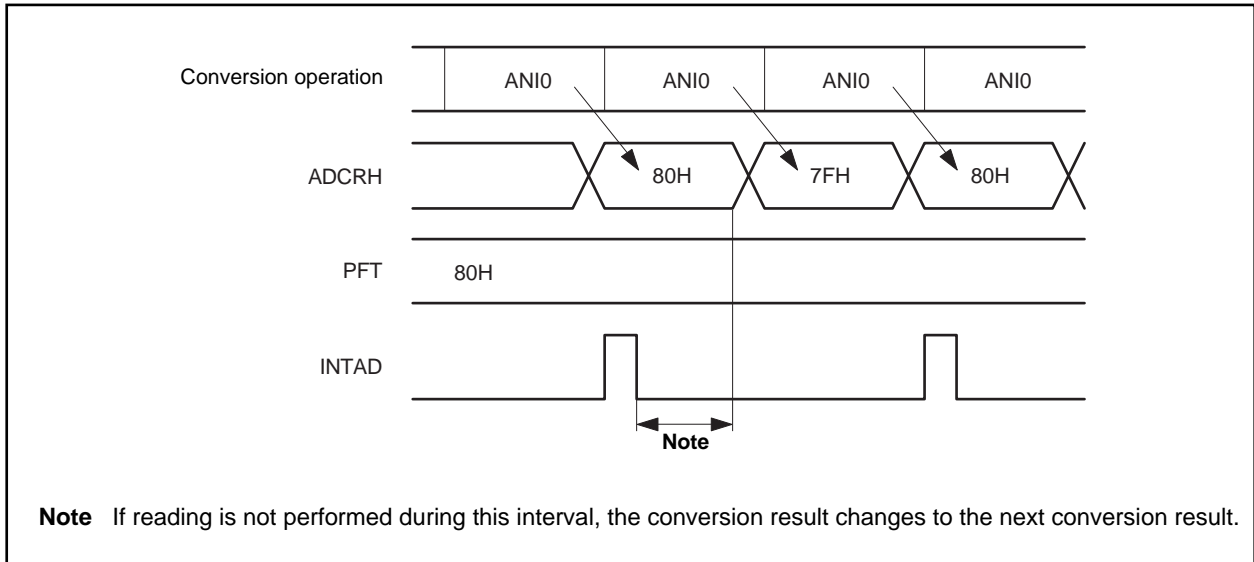 Conversion operation ANI0 ANI0 ANI0 ANI0
ADCRH 80H 7FH 80H
PFT 80H
INTAD
Note
Note If reading is not performed during this interval, the conversion result changes to the next conversion result.